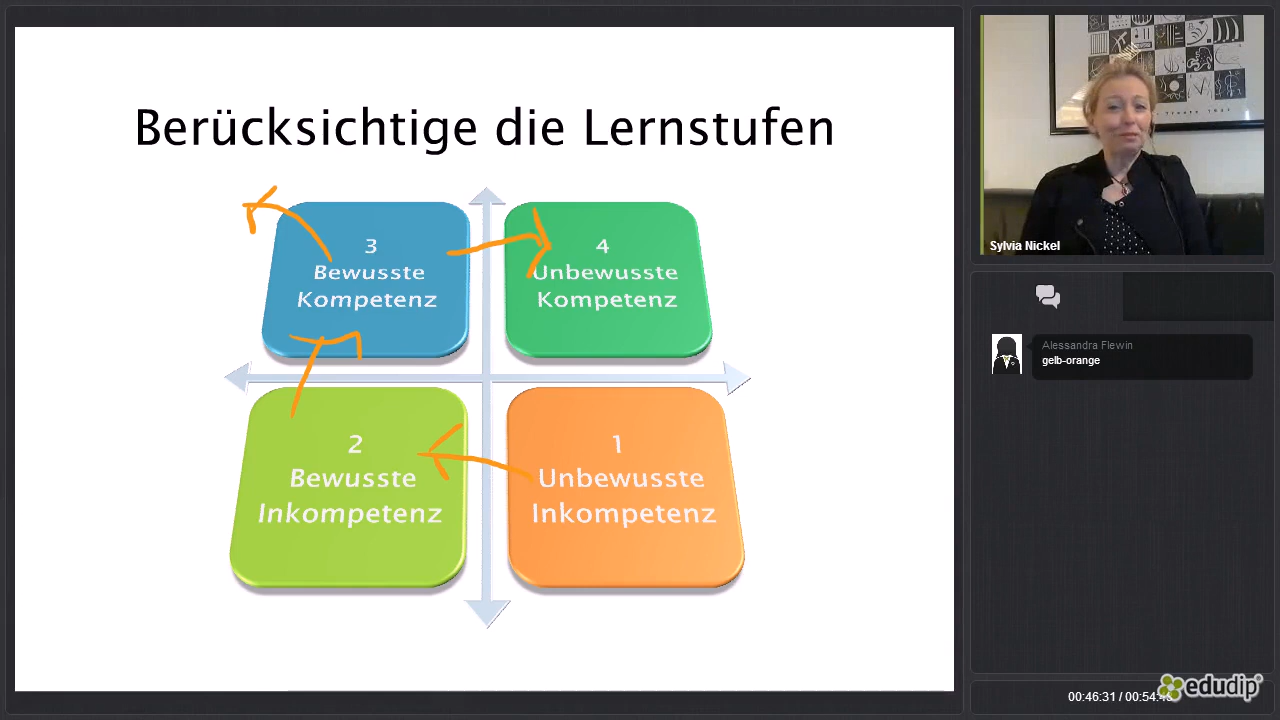 Berücksichtige die Lernstufen
3
Bewusste
Kompetenz
4
Unbewusste
Kompetenz
2
Bewusste
Inkompetenz
1
Unbewusste
Inkompetenz
Sylvia Nickel
Alessandra Flewin
gelb-orange
00:46:31 / 00:54:4
edudip